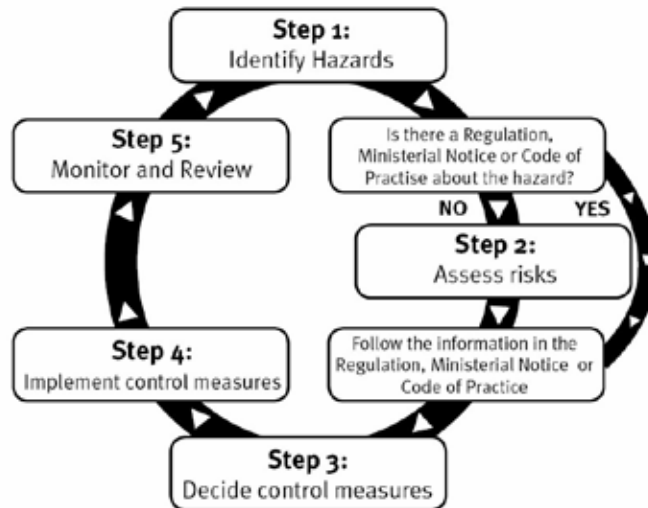 Step 1:
Identify Hazards
Is there a Regulation,
Ministerial Notice or Code of
Practise about the hazard?
NO
YES
Step 2:
Assess risks
Follow the information in the
Regulation, Ministerial Notice or
Code of Practice
Step 3:
Decide control measures
Step 4:
Implement control measures
Step 5:
Monitor and Review